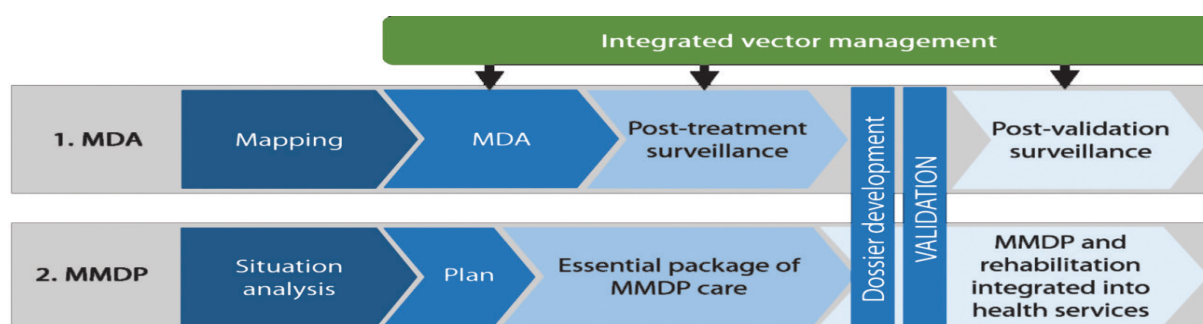 Integrated vector management
1. MDA
Mapping
MDA
Post-treatment
surveillance
Dossier development
VALIDATION
Post-validation
surveillance
2. MMDP
Situation
analysis
Plan
Essential package of
MMDP care
MMDP and
rehabilitation
integrated into
health services